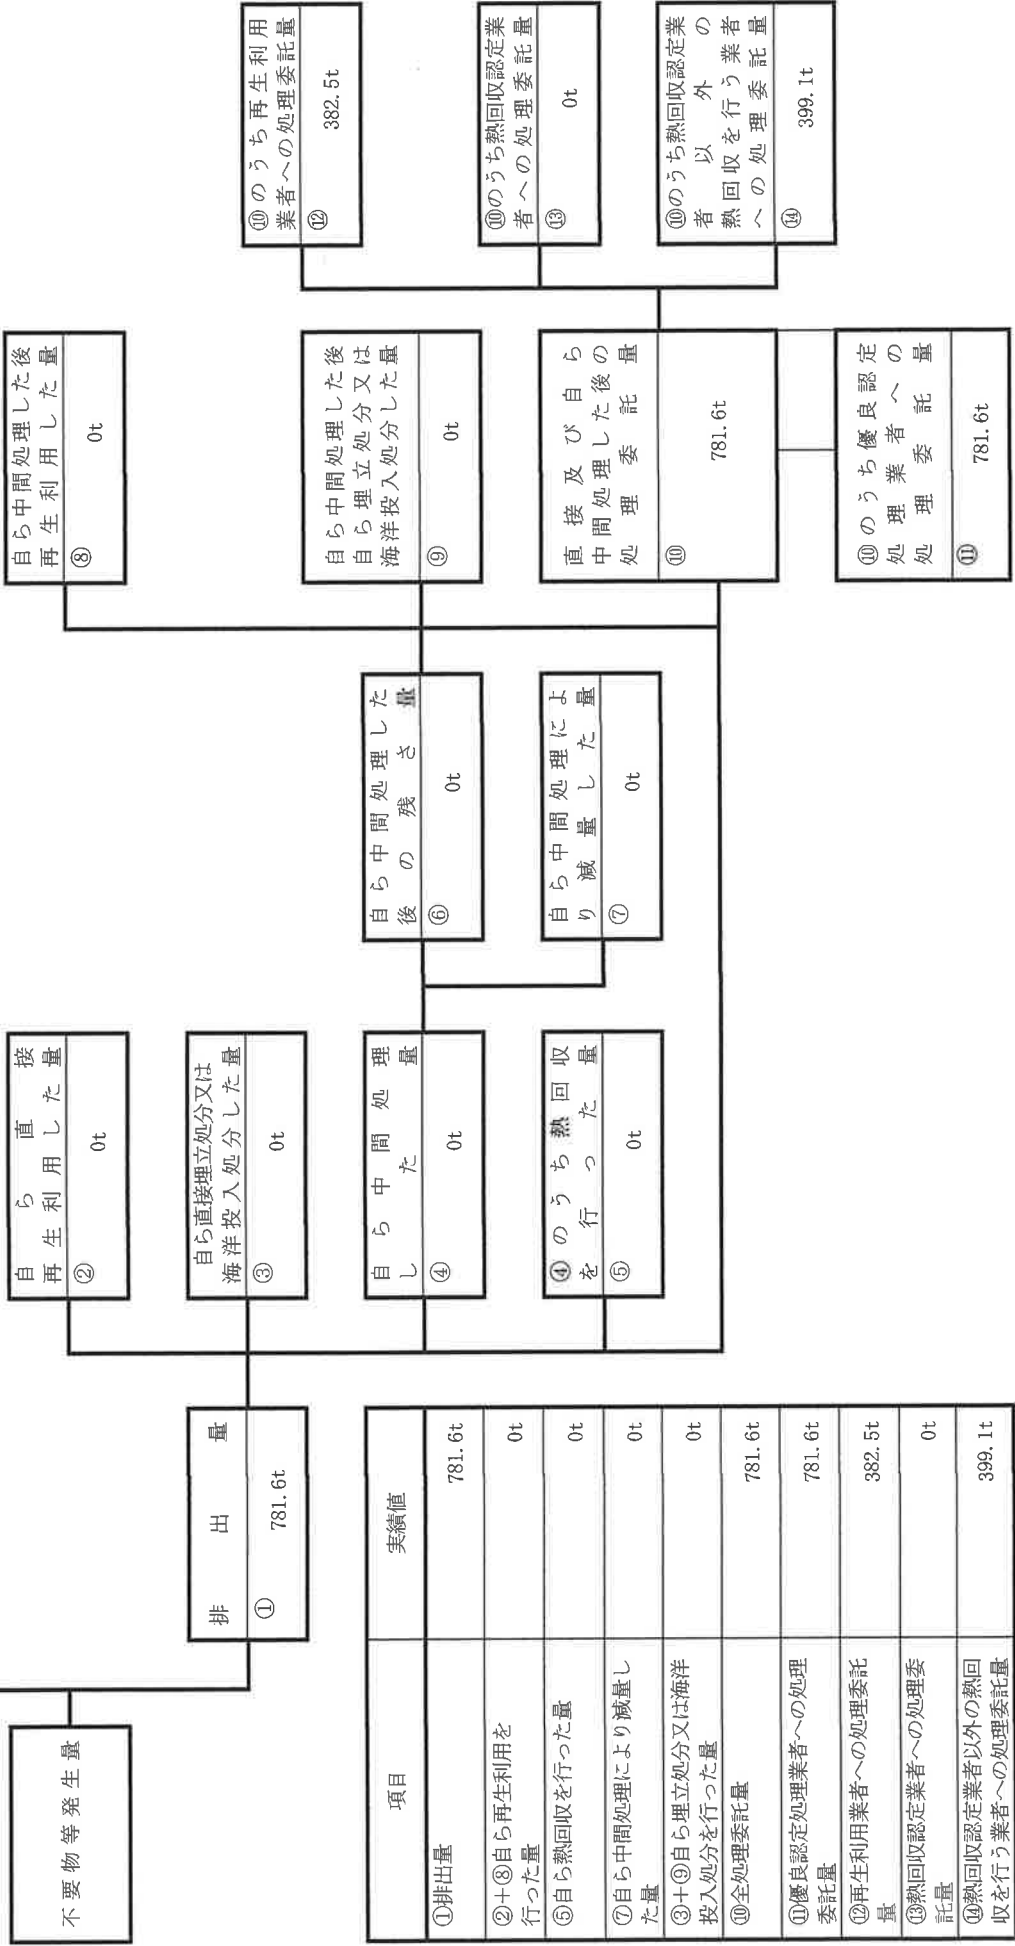 不要物等発生量
排出量
① 781.6t
自ら直接
再生利用した量
② 0t
自ら直接埋立処分又は
海洋投入処分した量
③ 0t
自ら中間処理
した量
④ 0t
④のうち熱回収
を行った量
⑤ 0t
自ら中間処理した
後の残さ量
⑥ 0t
自ら中間処理によ
り減量した量
⑦ 0t
自ら中間処理した後
再生利用した量
⑧ 0t
自ら中間処理した後
自ら埋立処分又は
海洋投入処分した量
⑨ 0t
直接及び自ら
中間処理した後の
処理委託量
⑩ 781.6t
⑩のうち優良認定
処理業者への
処理委託量
⑪ 781.6t
⑩のうち再生利用
業者への処理委託量
⑫ 382.5t
⑩のうち熱回収認定業
者への処理委託量
⑬ 0t
⑩のうち熱回収認定業
者以外の
熱回収を行う業者
への処理委託量
⑭ 399.1t
項目 実績値
①排出量 781.6t
②+⑧自ら再生利用を
行った量 0t
⑤自ら熱回収を行った量 0t
⑦自ら中間処理により減量し
た量 0t
③+⑨自ら埋立処分又は海洋
投入処分を行った量 0t
⑩全処理委託量 781.6t
⑪優良認定処理業者への処理
委託量 781.6t
⑫再生利用業者への処理委託
量 382.5t
⑬熱回収認定業者への処理委
託量 0t
⑭熱回収認定業者以外の熱回
収を行う業者への処理委託量 399.1t